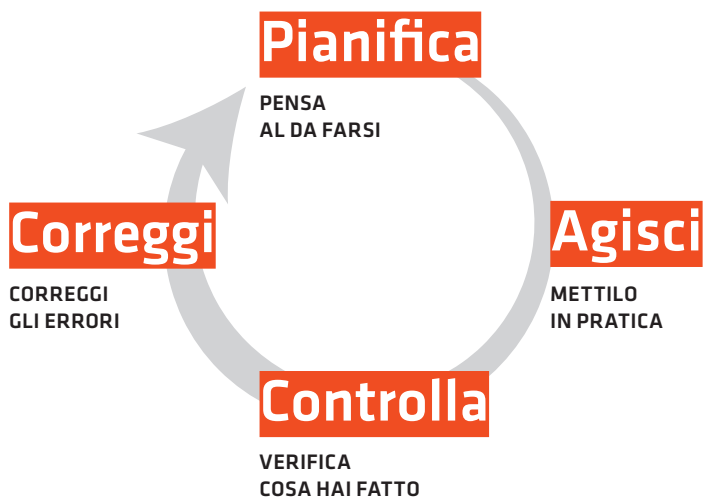 Pianifica
PENSA
AL DA FARSI
Agisci
METTILO
IN PRATICA
Controlla
VERIFICA
COSA HAI FATTO
Correggi
CORREGGI
GLI ERRORI